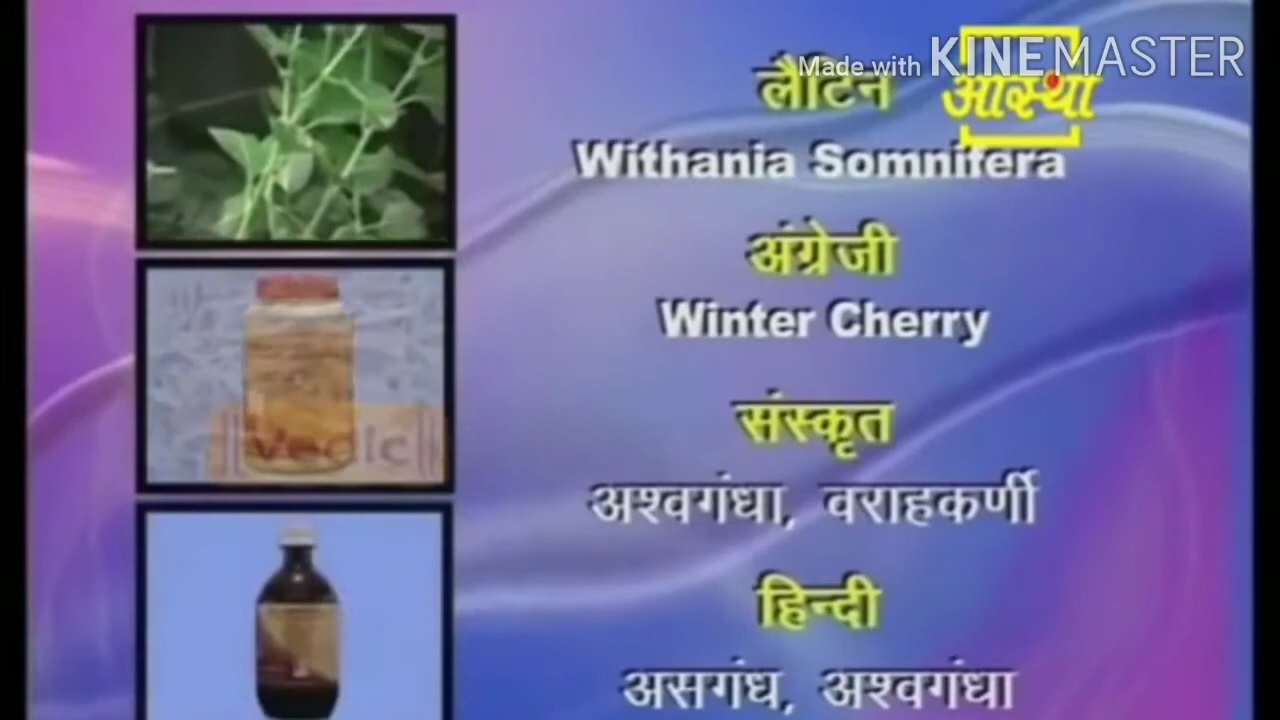 Made with KINEMASTER
आस्था
लैटिन
Withania Somnifera
अंग्रेजी
Winter Cherry
संस्कृत
अश्वगंधा, वराहकर्णी
हिन्दी
असगंध, अश्वगंधा
Vedic